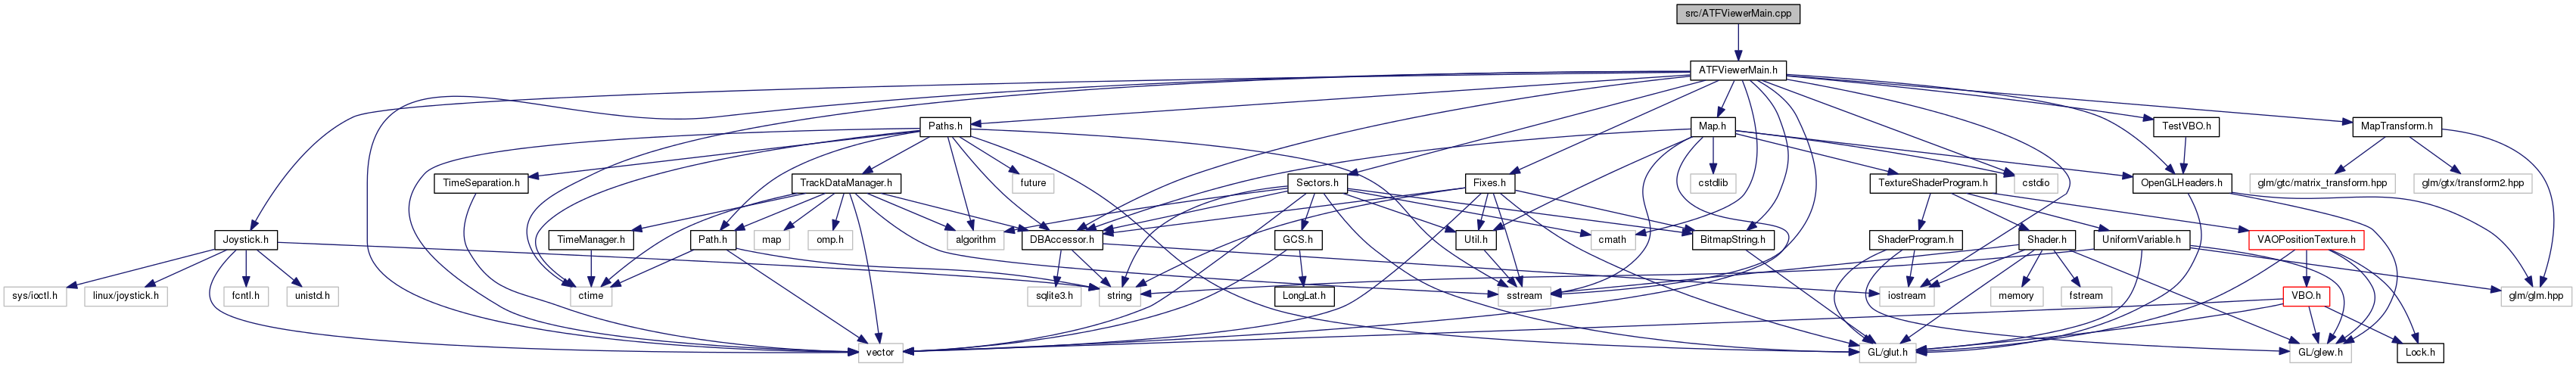 src/ATFViewerMain.cpp
ATFViewerMain.h
Paths.h
Map.h
TestVBO.h
MapTransform.h
TimeSeparation.h
TrackDataManager.h
future
Sectors.h
Fixes.h
cstdlib
TextureShaderProgram.h
cstdio
OpenGLHeaders.h
glm/gtc/matrix_transform.hpp
glm/gtx/transform2.hpp
Joystick.h
TimeManager.h
Path.h
map
omp.h
algorithm
DBAccessor.h
GCS.h
Util.h
cmath
BitmapString.h
ShaderProgram.h
Shader.h
UniformVariable.h
VAOPositionTexture.h
sys/ioctl.h
linux/joystick.h
fcntl.h
unistd.h
ctime
sqlite3.h
string
LongLat.h
sstream
iostream
memory
fstream
VBO.h
glm/glm.hpp
vector
GL/glut.h
GL/glew.h
Lock.h